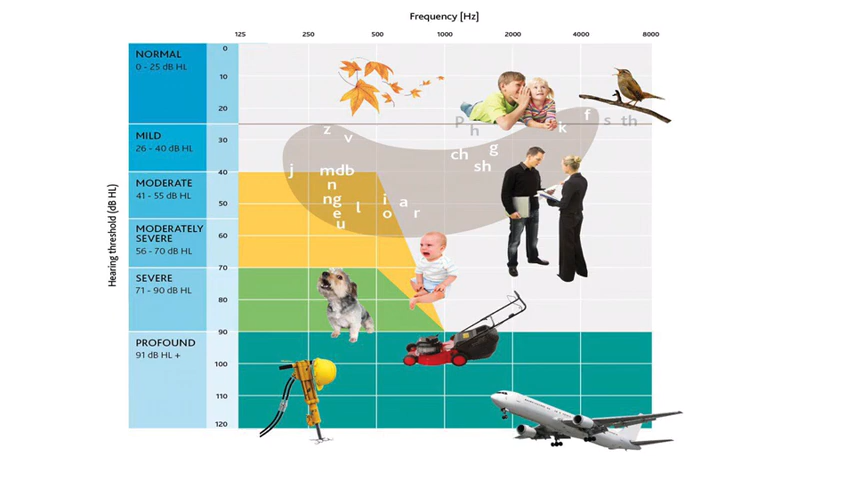 Frequency [Hz]
125 250 500 1000 2000 4000 8000
Hearing threshold (dB HL)
NORMAL
0 - 25 dB HL
MILD
26 - 40 dB HL
MODERATE
41 - 55 dB HL
MODERATELY
SEVERE
56 - 70 dB HL
SEVERE
71 - 90 dB HL
PROFOUND
91 dB HL +
0
10
20
30
40
50
60
70
80
90
100
110
120
f
p h k s th
z v
ch g
sh
j mdb
n
ng l i a
e o r
u